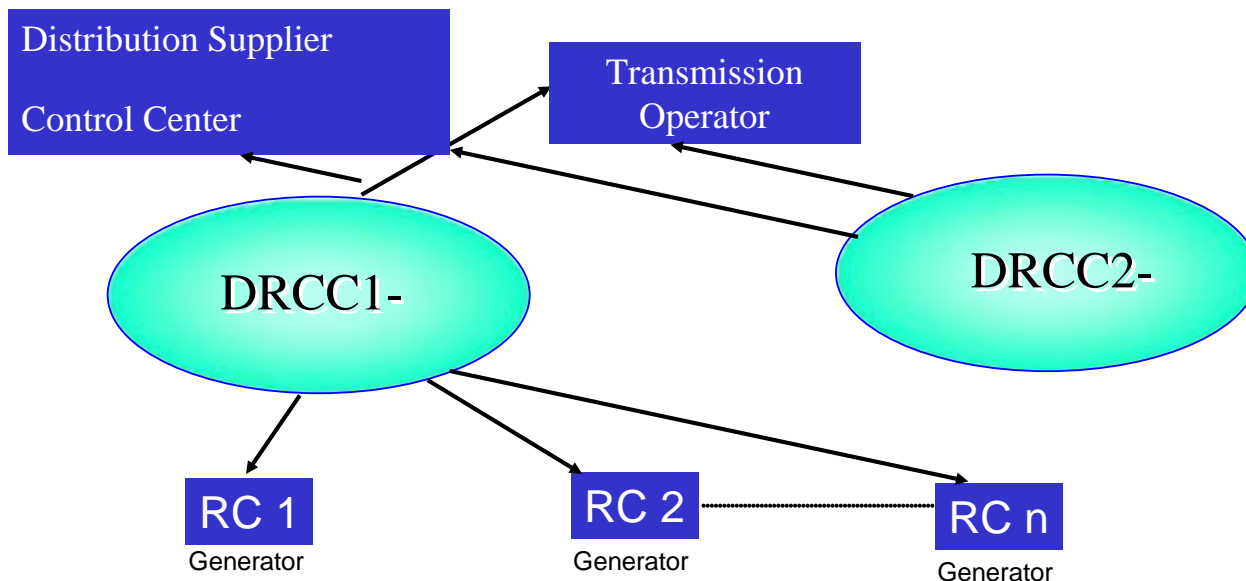 Distribution Supplier
Control Center
Transmission
Operator
DRCC1-
DRCC2-
RC 1
Generator
RC 2
Generator
RC n
Generator